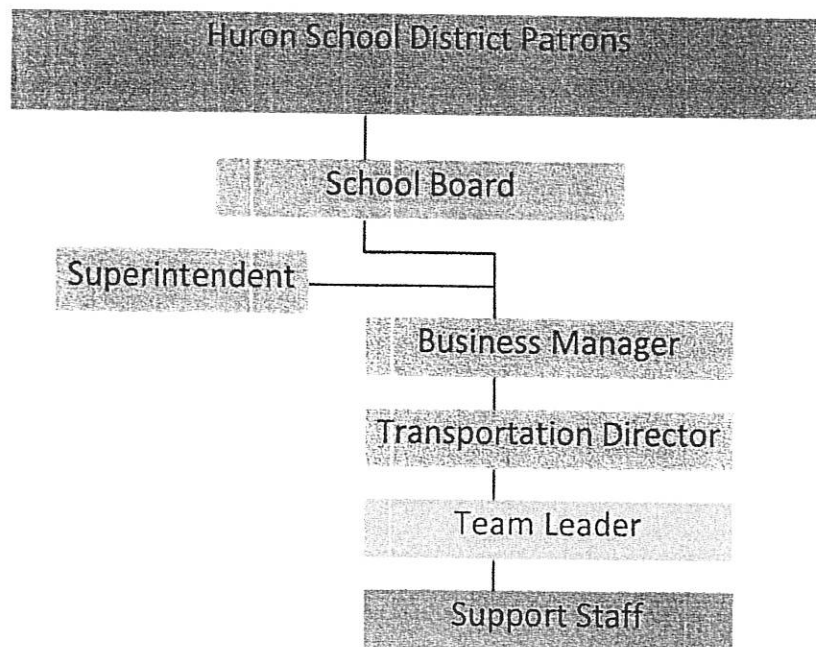 Huron School District Patrons
School Board
Superintendent
Business Manager
Transportation Director
Team Leader
Support Staff